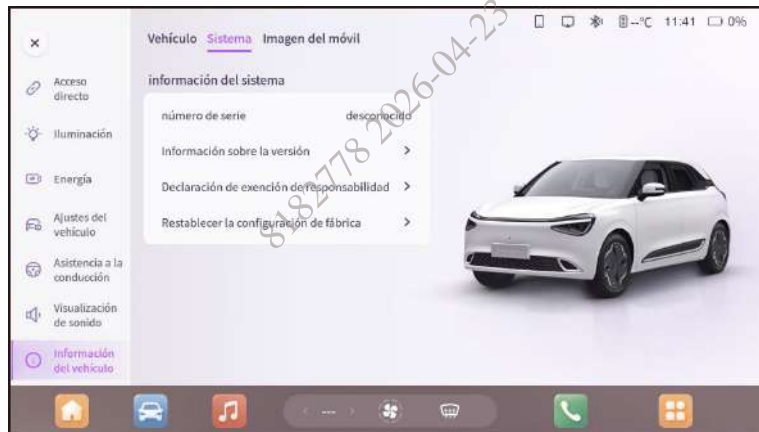 --°C 11:41 0%
Vehículo Sistema Imagen del móvil
información del sistema
número de serie desconocido
Información sobre la versión
Declaración de exención de responsabilidad
Restablecer la configuración de fábrica
Acceso
directo
Iluminación
Energía
Ajustes del
vehículo
Asistencia a la
conducción
Visualización
de sonido
Información
del vehículo
< --- >
8182778 2026-04-23